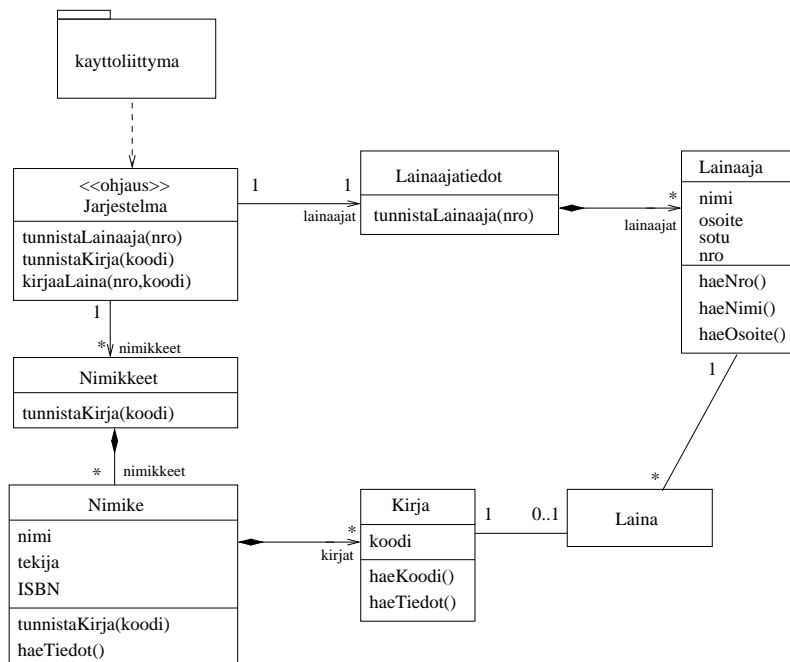 kayttoliittyma
<<ohjaus>>
Jarjestelma
tunnistaLainaaja(nro)
tunnistaKirja(koodi)
kirjaaLaina(nro,koodi)
1
1
lainaajat
Lainaajatiedot
tunnistaLainaaja(nro)
*
lainaajat
Lainaaja
nimi
osoite
sotu
nro
haeNro()
haeNimi()
haeOsoite()
1
* nimikkeet
Nimikkeet
tunnistaKirja(koodi)
* nimikkeet
Nimike
nimi
tekija
ISBN
tunnistaKirja(koodi)
haeTiedot()
*
kirjat
Kirja
koodi
haeKoodi()
haeTiedot()
1
0..1
Laina
1
*